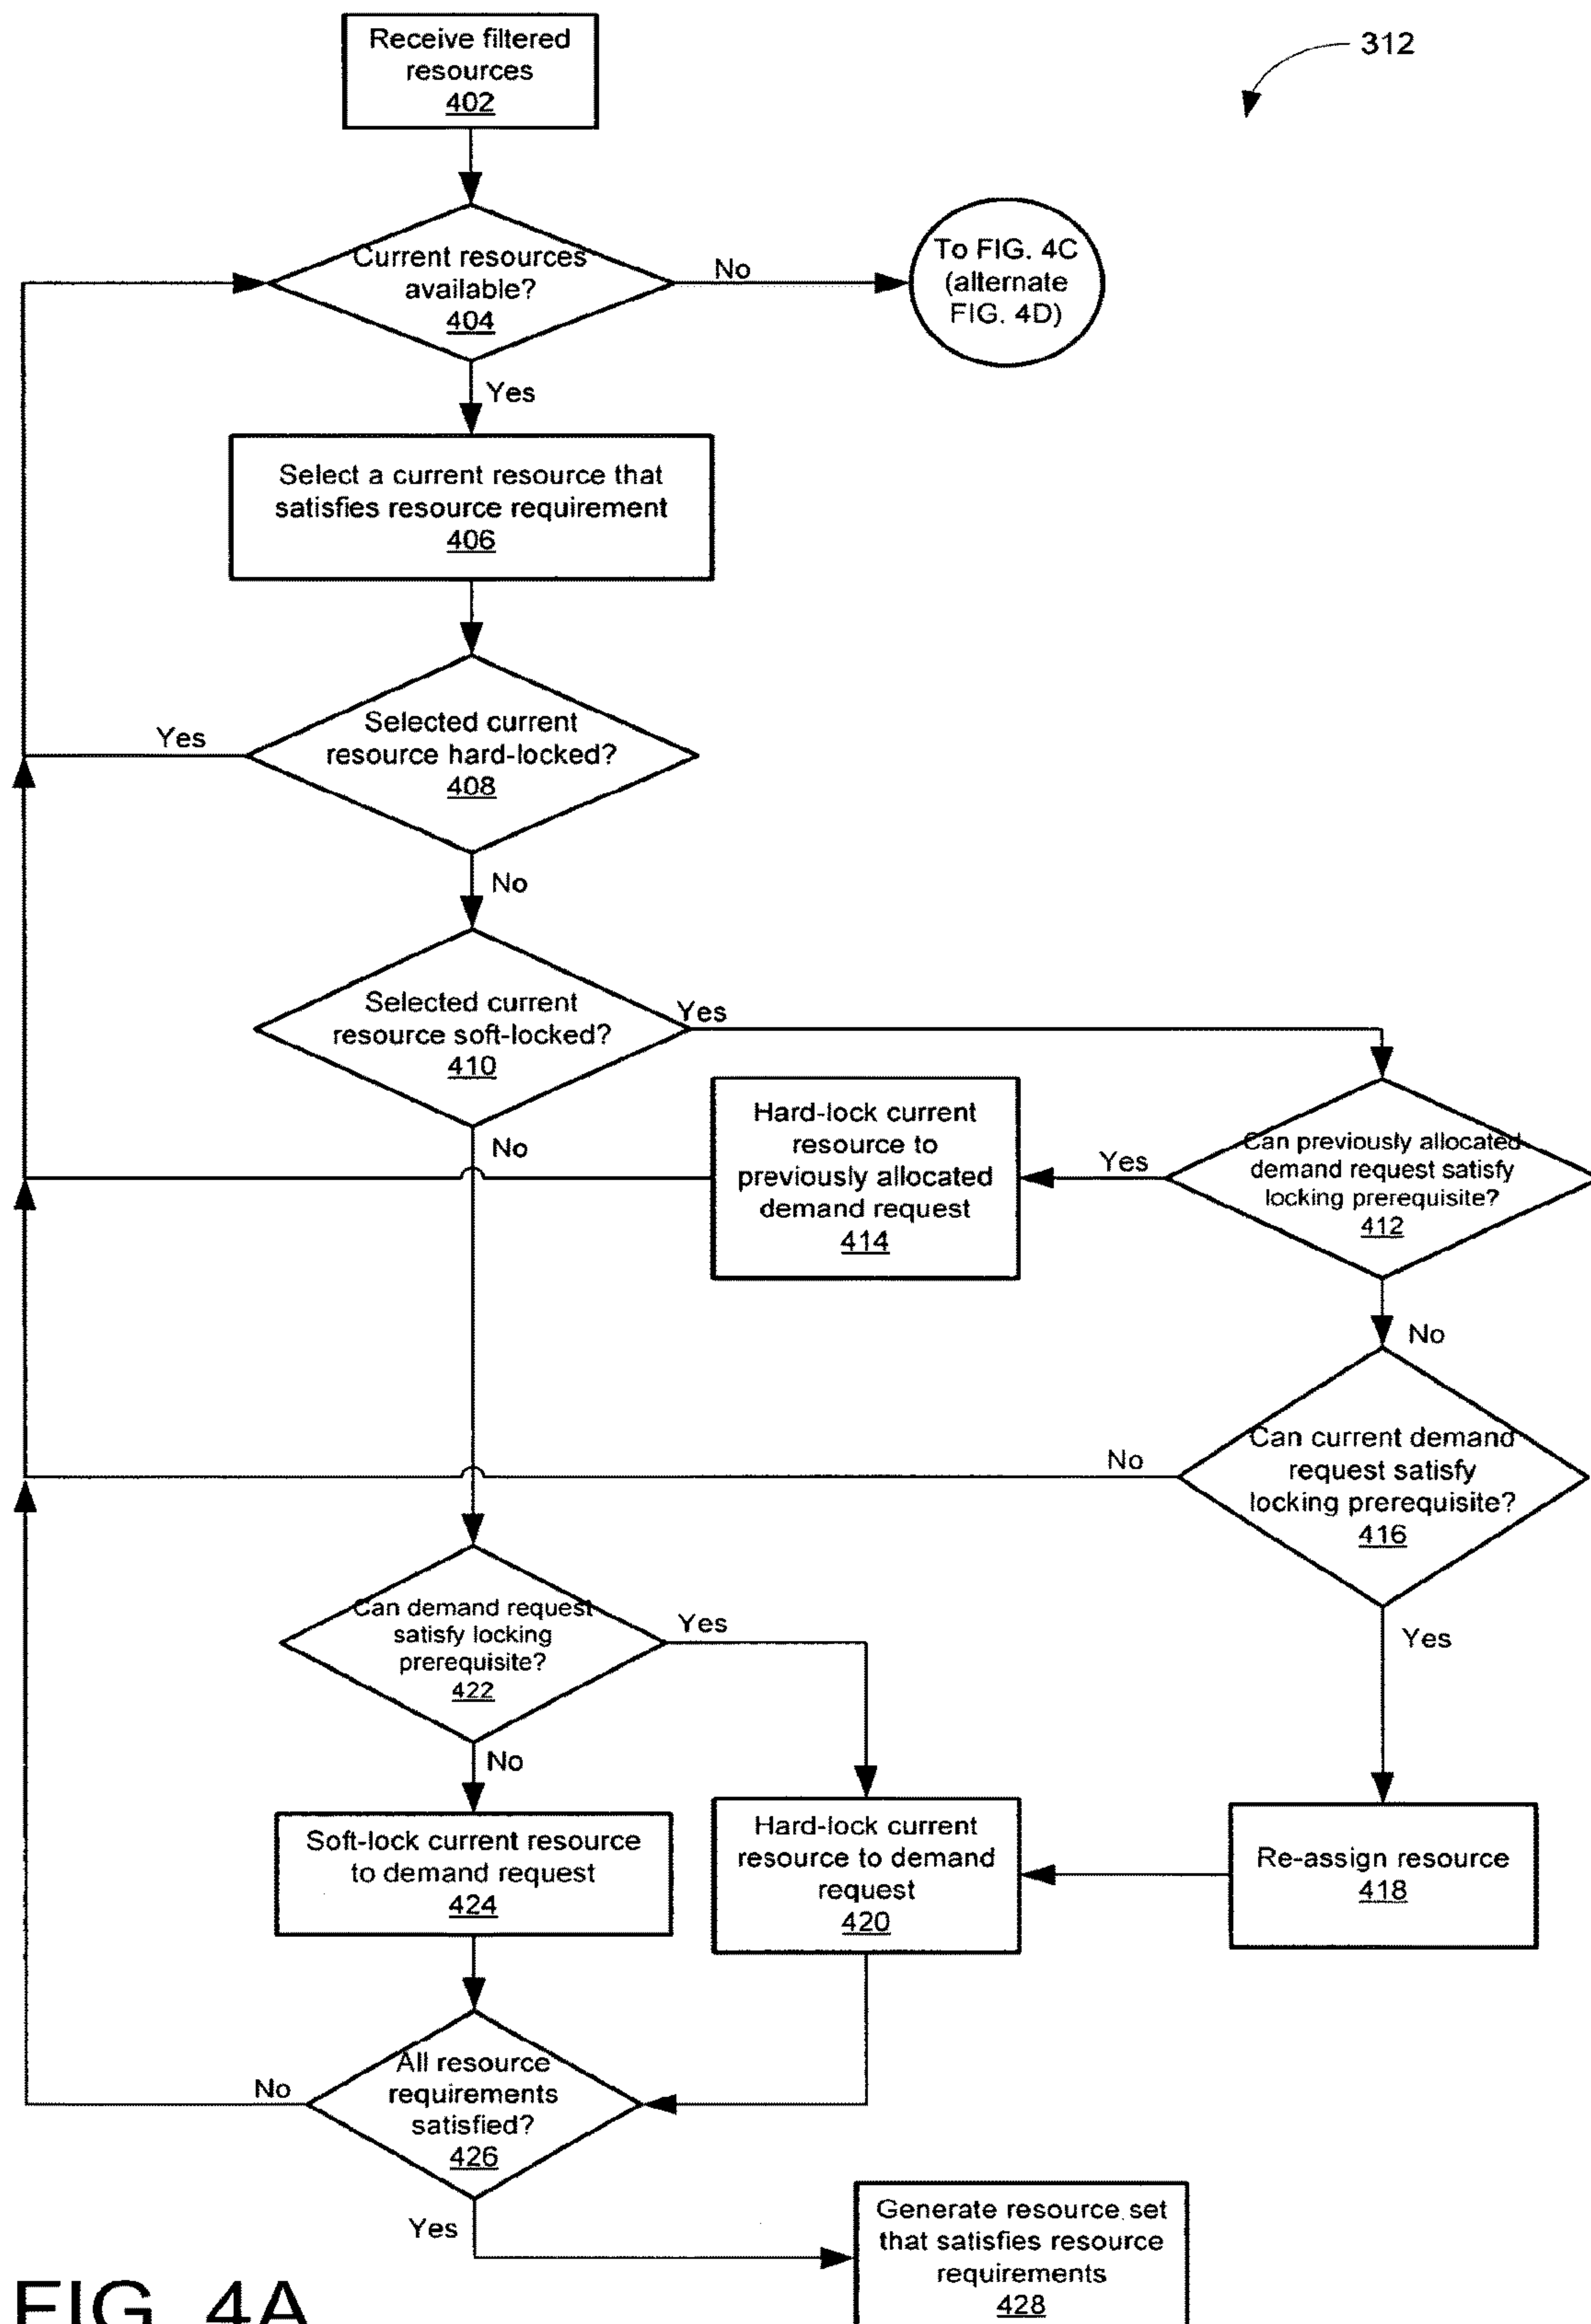 Receive filtered
resources
402
312
Current resources
available?
404
No
To FIG. 4C
(alternate
FIG. 4D)
Yes
Select a current resource that
satisfies resource requirement
406
Selected current
resource hard-locked?
408
Yes
No
Selected current
resource soft-locked?
410
Yes
No
Can previously allocated
demand request satisfy
locking prerequisite?
412
Yes
Hard-lock current
resource to
previously allocated
demand request
414
No
Can current demand
request satisfy
locking prerequisite?
416
No
Yes
Can demand request
satisfy locking
prerequisite?
422
Yes
No
Soft-lock current resource
to demand request
424
Hard-lock current
resource to demand
request
420
Re-assign resource
418
All resource
requirements
satisfied?
426
No
Yes
Generate resource set
that satisfies resource
requirements
428
FIG. 4A